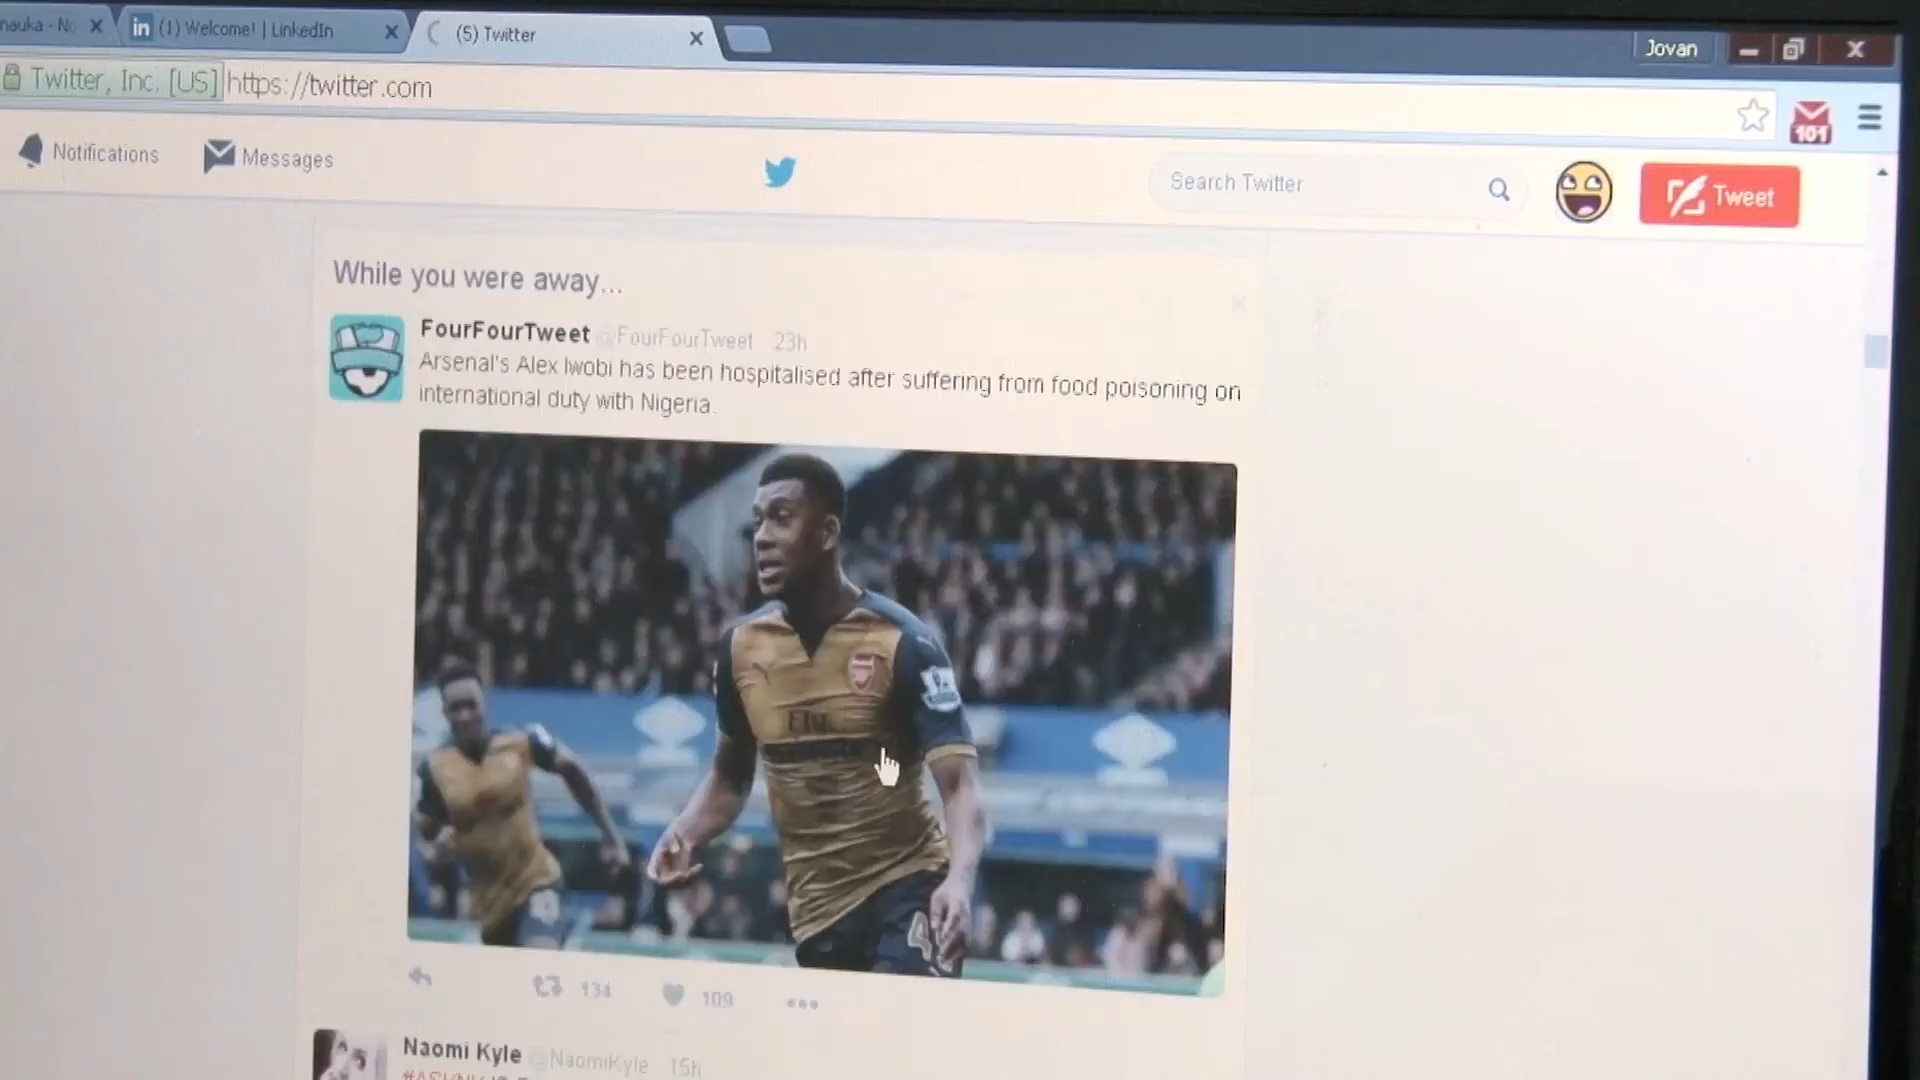 nauka - No
(1) Welcome! | LinkedIn
(5) Twitter
Jovan
Twitter, Inc. [US]
https://twitter.com
101
Notifications
Messages
Search Twitter
Tweet
While you were away...
FourFourTweet @FourFourTweet 23h
Arsenal's Alex Iwobi has been hospitalised after suffering from food poisoning on
international duty with Nigeria.
Fly
134
109
Naomi Kyle @NaomiKyle 15h